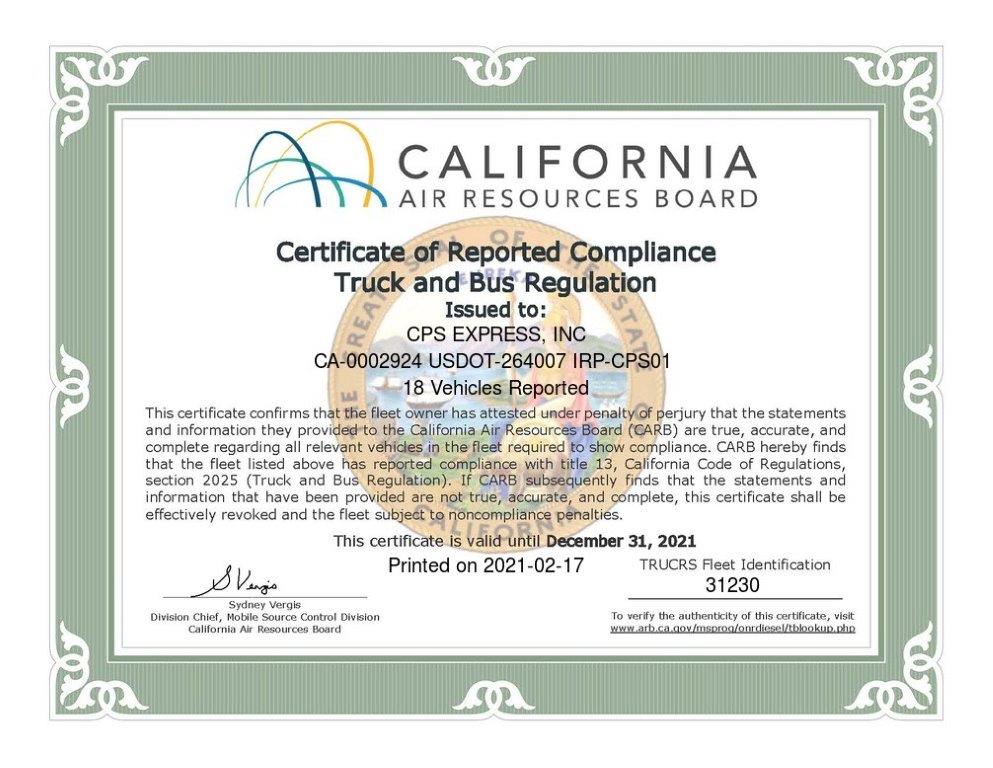 CALIFORNIA
AIR RESOURCES BOARD
THE GREAT SEAL OF THE STATE OF CALIFORNIA
EUREKA
Certificate of Reported Compliance
Truck and Bus Regulation
Issued to:
CPS EXPRESS, INC
CA-0002924 USDOT-264007 IRP-CPS01
18 Vehicles Reported
This certificate confirms that the fleet owner has attested under penalty of perjury that the statements
and information they provided to the California Air Resources Board (CARB) are true, accurate, and
complete regarding all relevant vehicles in the fleet required to show compliance. CARB hereby finds
that the fleet listed above has reported compliance with title 13, California Code of Regulations,
section 2025 (Truck and Bus Regulation). If CARB subsequently finds that the statements and
information that have been provided are not true, accurate, and complete, this certificate shall be
effectively revoked and the fleet subject to noncompliance penalties.
This certificate is valid until December 31, 2021
Printed on 2021-02-17
TRUCRS Fleet Identification
31230
S Vergis
Sydney Vergis
Division Chief, Mobile Source Control Division
California Air Resources Board
To verify the authenticity of this certificate, visit
www.arb.ca.gov/msprog/onrdiesel/tblookup.php